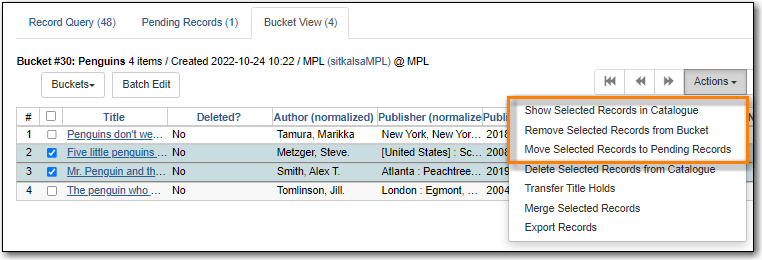 Record Query (48) Pending Records (1) Bucket View (4)
Bucket #30: Penguins 4 items / Created 2022-10-24 10:22 / MPL (sitkalsaMPL) @ MPL
Buckets Batch Edit Actions
# Title Deleted? Author (normalized) Publisher (normalize... Publ
1 Penguins don't we... No Tamura, Marikka New York, New Yor... 2018
2 Five little penguins ... No Metzger, Steve. [United States] : Sc... 2008
3 Mr. Penguin and th... No Smith, Alex T. Atlanta : Peachtree... 2019
4 The penguin who ... No Tomlinson, Jill. London : Egmont, ...
Show Selected Records in Catalogue
Remove Selected Records from Bucket
Move Selected Records to Pending Records
Delete Selected Records from Catalogue
Transfer Title Holds
Merge Selected Records
Export Records